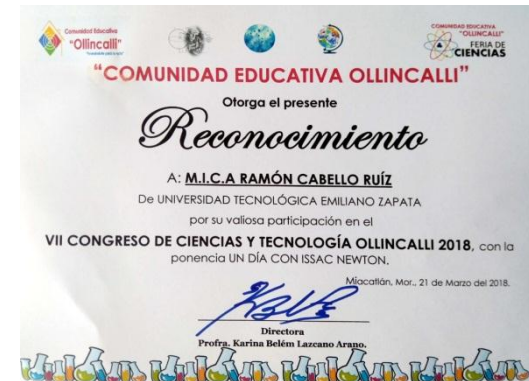 Comunidad Educativa
"Ollincalli"
COMUNIDAD EDUCATIVA
"OLLINCALLI"
FERIA DE
CIENCIAS
"COMUNIDAD EDUCATIVA OLLINCALLI"
Otorga el presente
Reconocimiento
A: M.I.C.A RAMÓN CABELLO RUÍZ
De UNIVERSIDAD TECNOLÓGICA EMILIANO ZAPATA
por su valiosa participación en el
VII CONGRESO DE CIENCIAS Y TECNOLOGÍA OLLINCALLI 2018, con la
ponencia UN DÍA CON ISSAC NEWTON.
Miacatlán, Mor., 21 de Marzo del 2018.
Directora
Profra. Karina Belém Lazcano Arano.